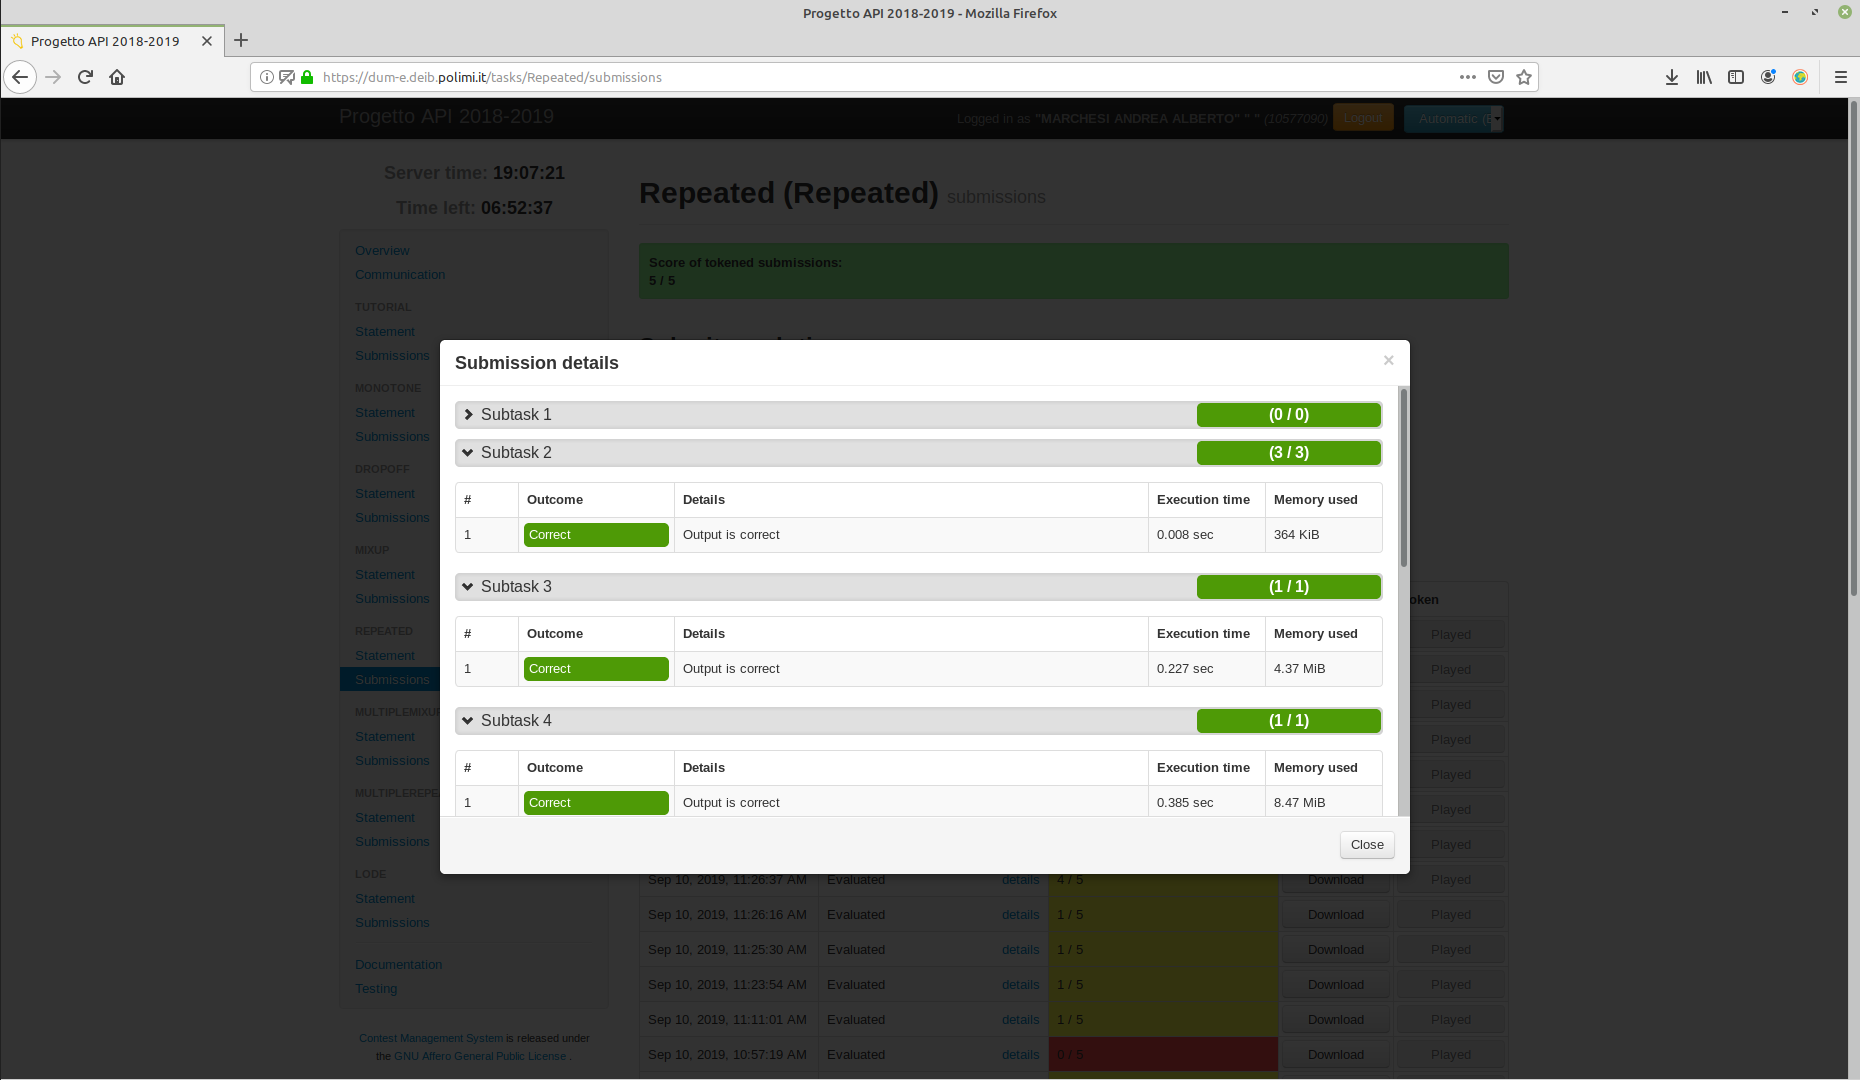 Progetto API 2018-2019 - Mozilla Firefox
Progetto API 2018-2019
https://dum-e.deib.polimi.it/tasks/Repeated/submissions
Progetto API 2018-2019
Logged in as "MARCHESI ANDREA ALBERTO" " " (10577090)
Logout
Automatic (E
Server time: 19:07:21
Time left: 06:52:37
Overview
Communication
TUTORIAL
Statement
Submissions
MONOTONE
Statement
Submissions
DROPOFF
Statement
Submissions
MIXUP
Statement
Submissions
REPEATED
Statement
Submissions
MULTIPLEMIXUP
Statement
Submissions
MULTIPLEREPE
Statement
Submissions
LODE
Statement
Submissions
Documentation
Testing
Contest Management System is released under
the GNU Affero General Public License .
Repeated (Repeated) submissions
Score of tokened submissions:
5 / 5
Submission details
Subtask 1 (0 / 0)
Subtask 2 (3 / 3)
# Outcome Details Execution time Memory used
1 Correct Output is correct 0.008 sec 364 KiB
Subtask 3 (1 / 1)
# Outcome Details Execution time Memory used
1 Correct Output is correct 0.227 sec 4.37 MiB
Subtask 4 (1 / 1)
# Outcome Details Execution time Memory used
1 Correct Output is correct 0.385 sec 8.47 MiB
Close
oken
Played
Played
Played
Played
Played
Played
Played
Sep 10, 2019, 11:26:37 AM Evaluated details 4 / 5 Download Played
Sep 10, 2019, 11:26:16 AM Evaluated details 1 / 5 Download Played
Sep 10, 2019, 11:25:30 AM Evaluated details 1 / 5 Download Played
Sep 10, 2019, 11:23:54 AM Evaluated details 1 / 5 Download Played
Sep 10, 2019, 11:11:01 AM Evaluated details 1 / 5 Download Played
Sep 10, 2019, 10:57:19 AM Evaluated details 0 / 5 Download Played